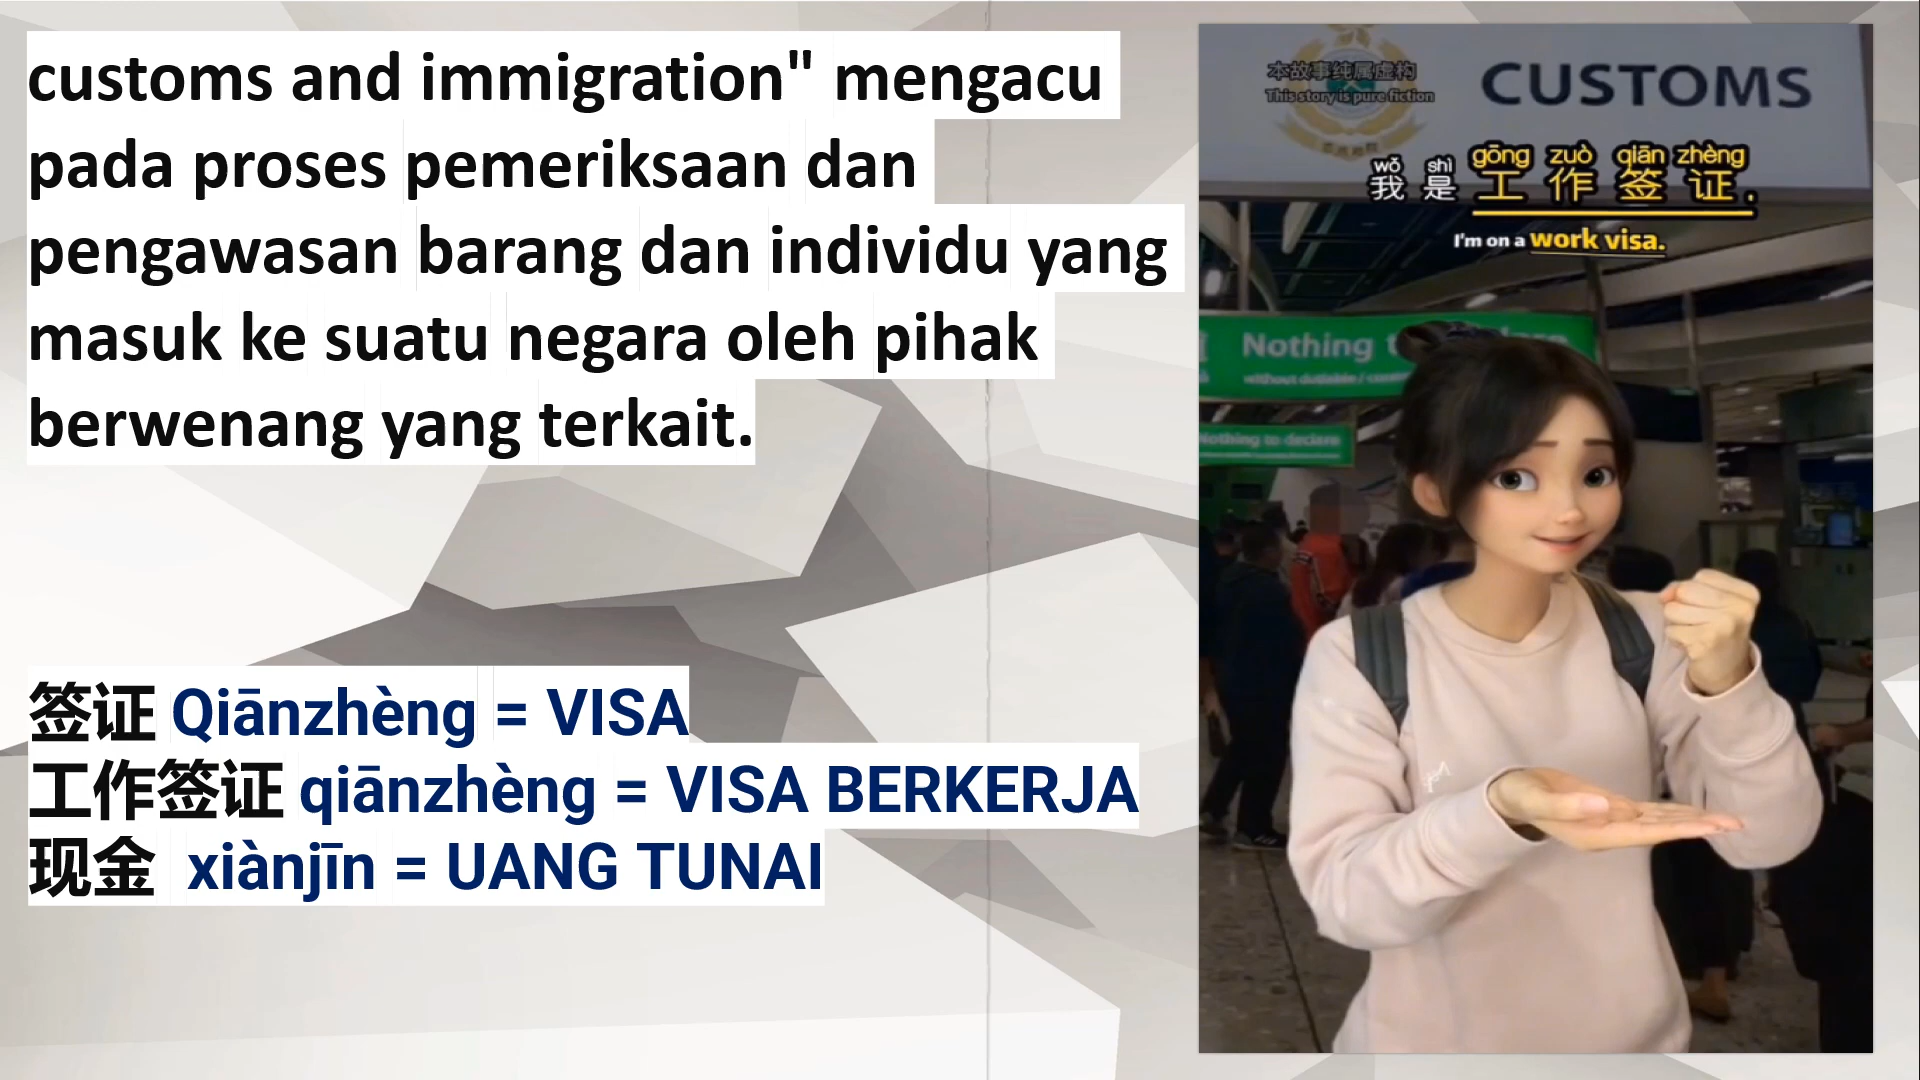 customs and immigration" mengacu
pada proses pemeriksaan dan
pengawasan barang dan individu yang
masuk ke suatu negara oleh pihak
berwenang yang terkait.
签证 Qiānzhèng = VISA
工作签证 qiānzhèng = VISA BERKERJA
现金 xiànjīn = UANG TUNAI
本故事纯属虚构
This story is pure fiction
CUSTOMS
wǒ shì gōng zuò qiān zhèng
我是工作签证.
I'm on a work visa.
Nothing
Nothing to declare